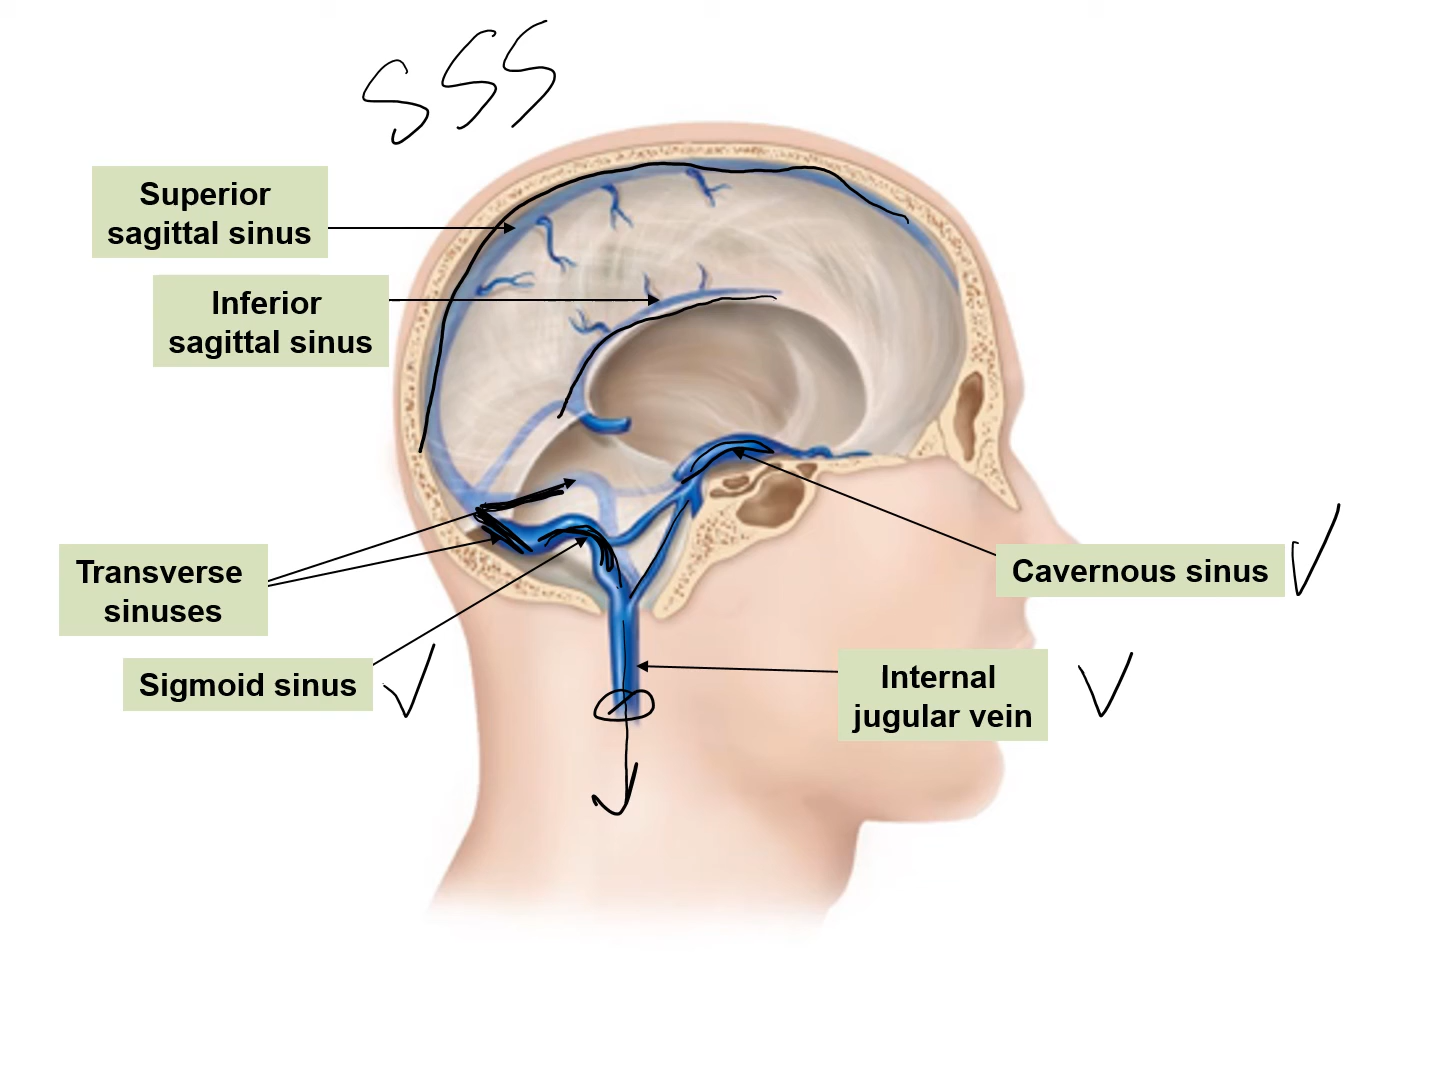 SSS
Superior
sagittal sinus
Inferior
sagittal sinus
Transverse
sinuses
Sigmoid sinus
Cavernous sinus
Internal
jugular vein